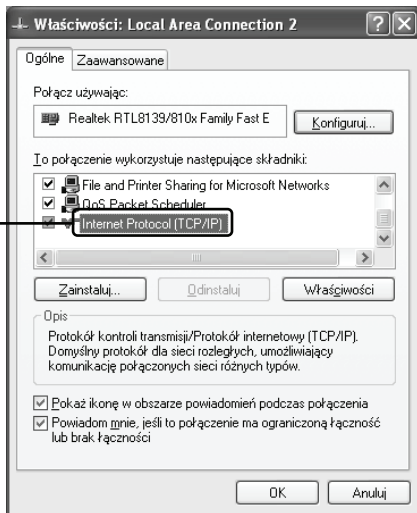 Właściwości: Local Area Connection 2
Ogólne Zaawansowane
Połącz używając:
Realtek RTL8139/810x Family Fast E
Konfiguruj...
To połączenie wykorzystuje następujące składniki:
File and Printer Sharing for Microsoft Networks
QoS Packet Scheduler
Internet Protocol (TCP/IP)
Zainstaluj... Odinstaluj Właściwości
Opis
Protokół kontroli transmisji/Protokół internetowy (TCP/IP).
Domyślny protokół dla sieci rozległych, umożliwiający
komunikację połączonych sieci różnych typów.
Pokaż ikonę w obszarze powiadomień podczas połączenia
Powiadom mnie, jeśli to połączenie ma ograniczoną łączność
lub brak łączności
OK Anuluj